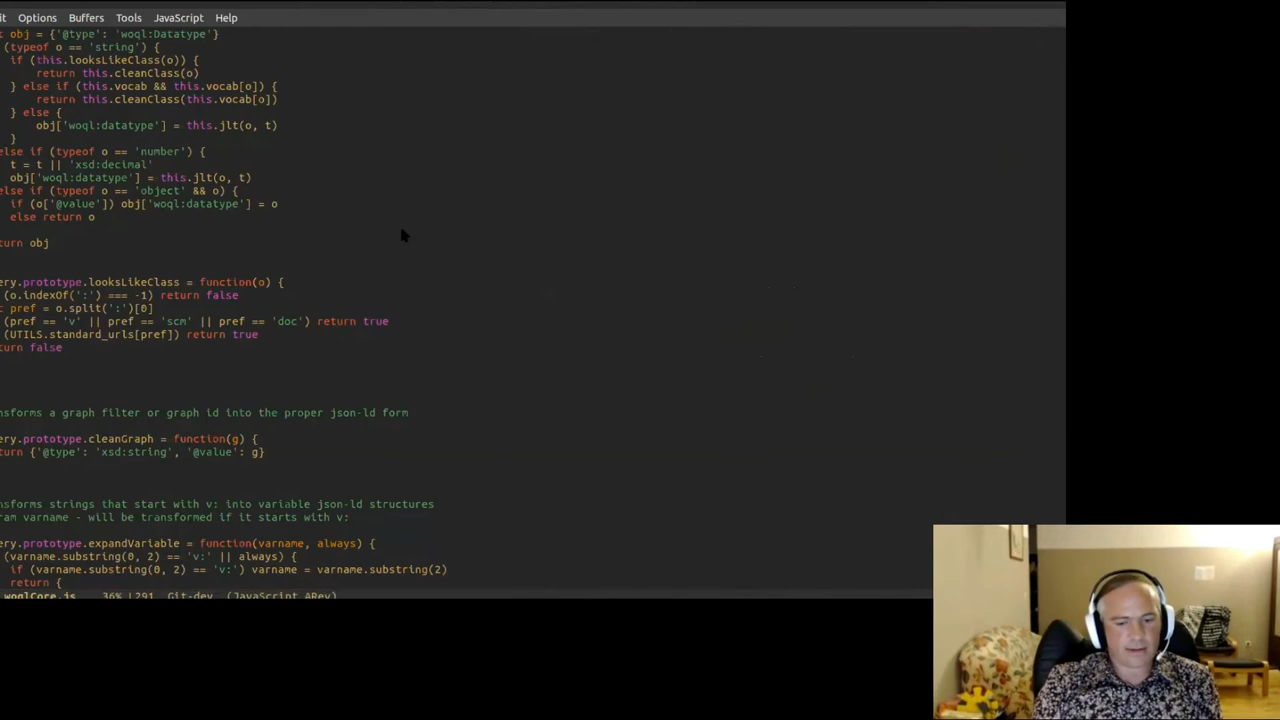 it Options Buffers Tools JavaScript Help
t obj = {'@type': 'woql:Datatype'}
(typeof o == 'string') {
if (this.looksLikeClass(o)) {
return this.cleanClass(o)
} else if (this.vocab && this.vocab[o]) {
return this.cleanClass(this.vocab[o])
} else {
obj['woql:datatype'] = this.jlt(o, t)
}
else if (typeof o == 'number') {
t = t || 'xsd:decimal'
obj['woql:datatype'] = this.jlt(o, t)
else if (typeof o == 'object' && o) {
if (o['@value']) obj['woql:datatype'] = o
else return o
turn obj
ery.prototype.looksLikeClass = function(o) {
(o.indexOf(':') === -1) return false
t pref = o.split(':')[0]
(pref == 'v' || pref == 'scm' || pref == 'doc') return true
(UTILS.standard_urls[pref]) return true
turn false
nsforms a graph filter or graph id into the proper json-ld form
ery.prototype.cleanGraph = function(g) {
turn {'@type': 'xsd:string', '@value': g}
nsforms strings that start with v: into variable json-ld structures
ram varname - will be transformed if it starts with v:
ery.prototype.expandVariable = function(varname, always) {
(varname.substring(0, 2) == 'v:' || always) {
if (varname.substring(0, 2) == 'v:') varname = varname.substring(2)
return {
woqlCore.js 36% L291 Git-dev (JavaScript ARev)